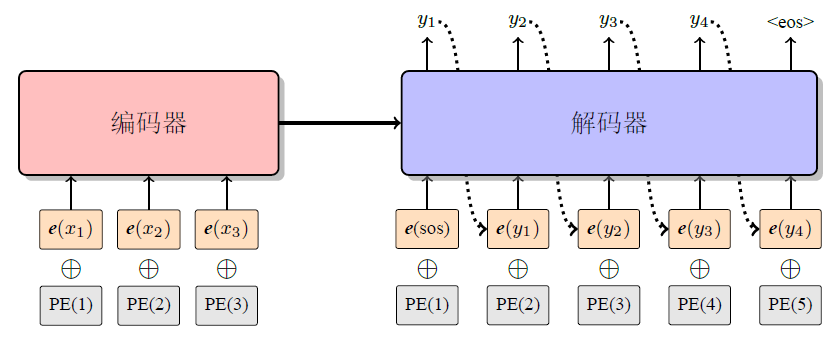 y₁ y₂ y₃ y₄ <eos>
编码器 解码器
e(x₁) e(x₂) e(x₃) e(sos) e(y₁) e(y₂) e(y₃) e(y₄)
⊕ ⊕ ⊕ ⊕ ⊕ ⊕ ⊕ ⊕
PE(1) PE(2) PE(3) PE(1) PE(2) PE(3) PE(4) PE(5)